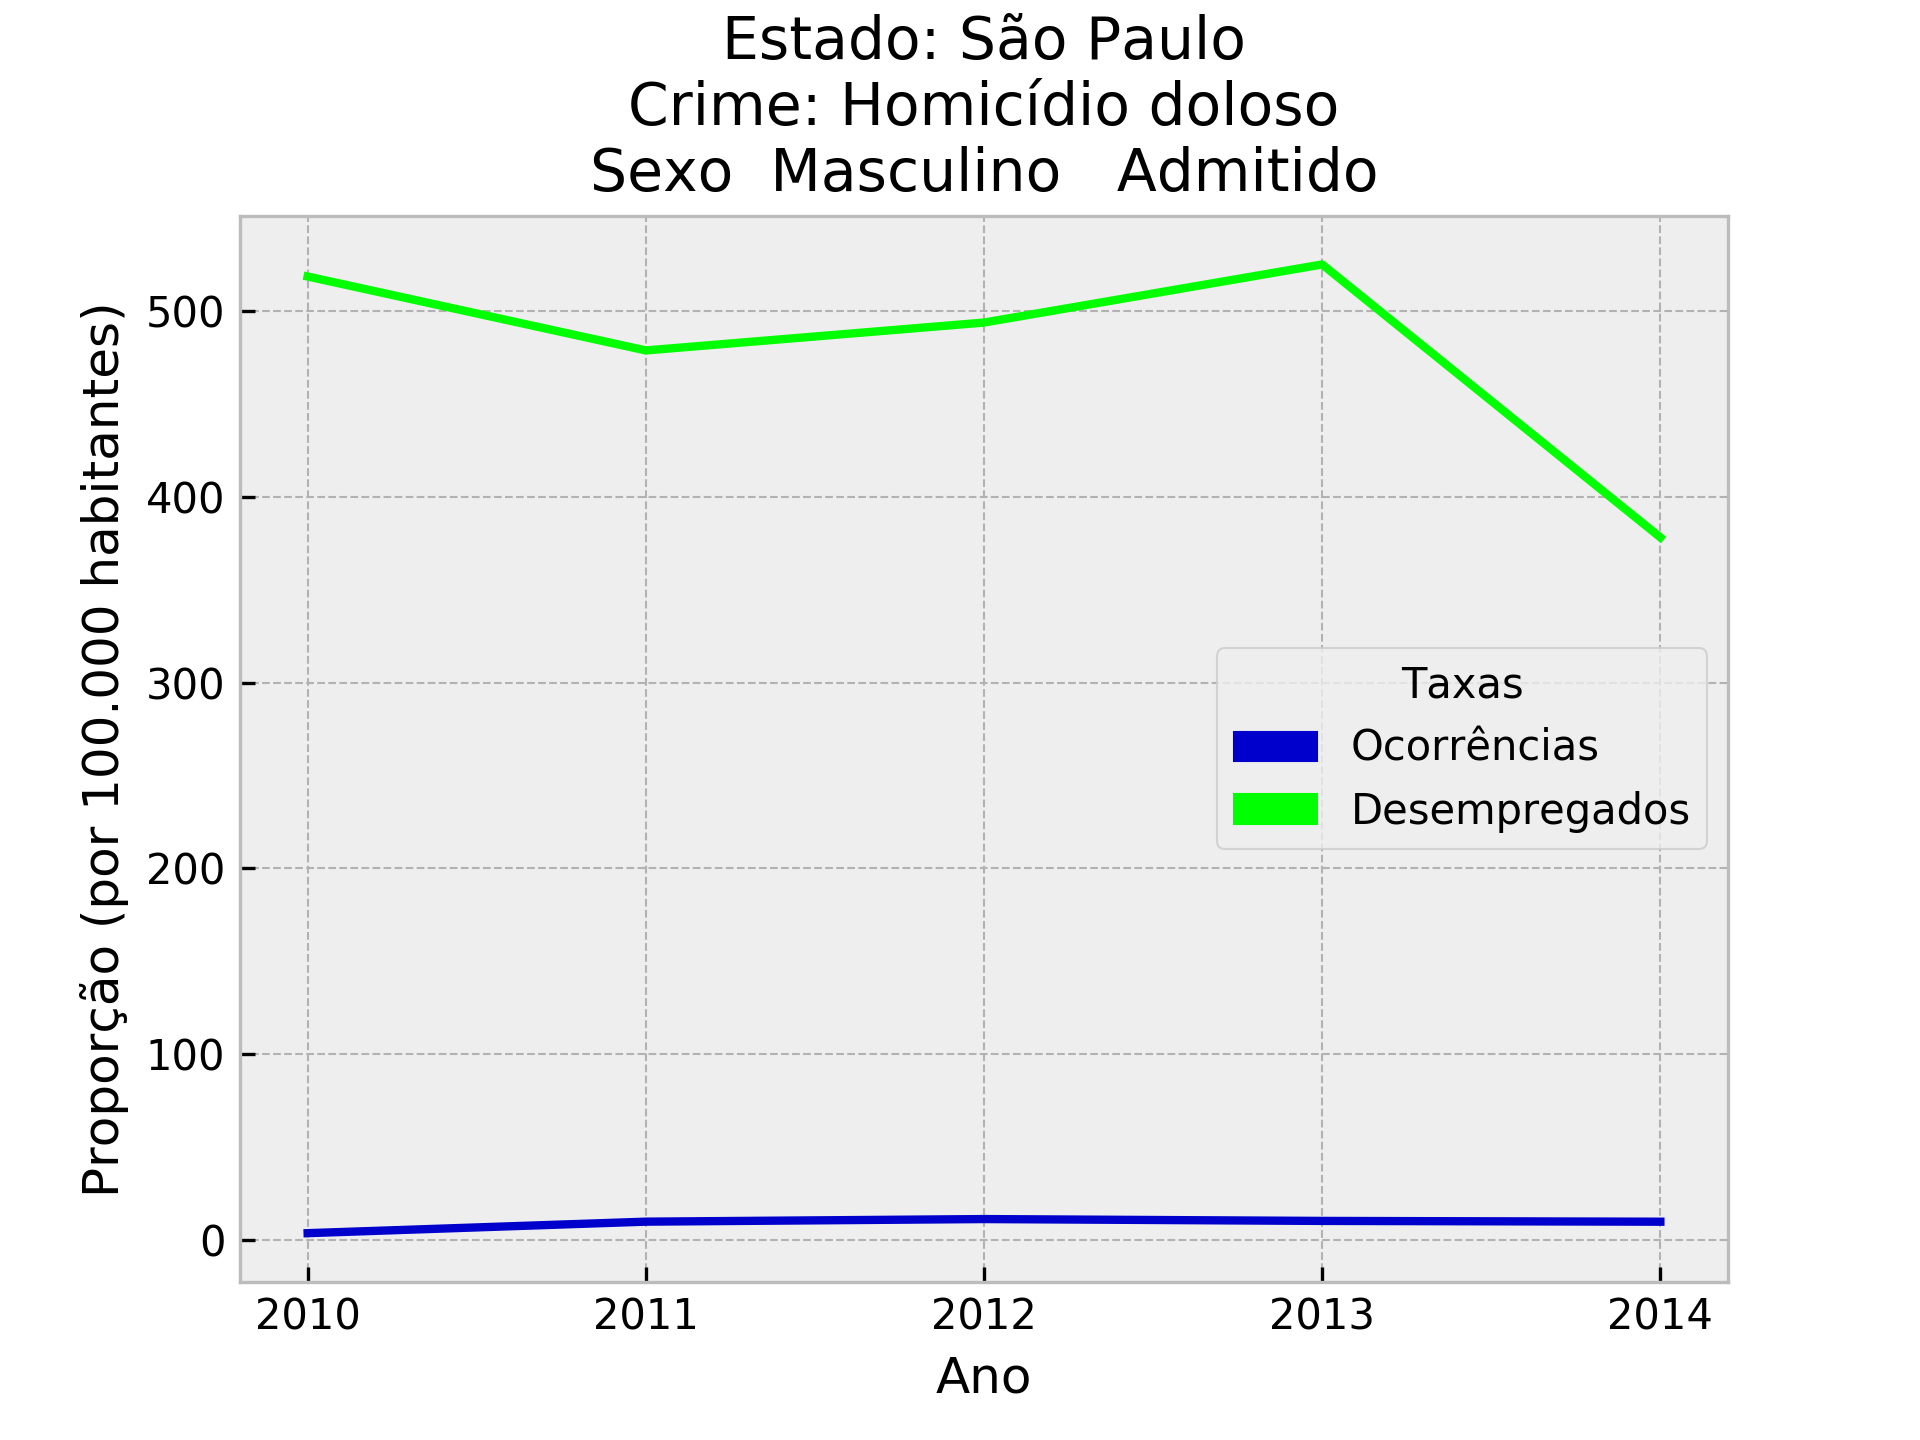 Estado: São Paulo
Crime: Homicídio doloso
Sexo  Masculino   Admitido
Proporção (por 100.000 habitantes)
500
400
300
200
100
0
Taxas
Ocorrências
Desempregados
2010 2011 2012 2013 2014
Ano